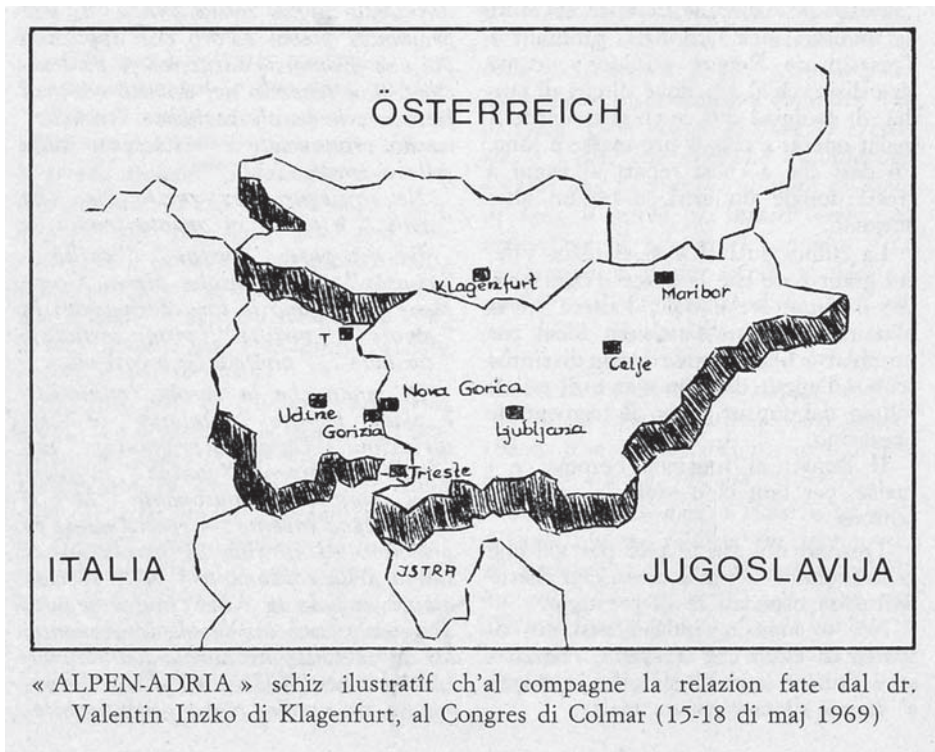 ÖSTERREICH
Klagenfurt
Maribor
T
Celje
Nova Gorica
Udine
Gorizia
Ljubljana
Trieste
ITALIA
JSTRA
JUGOSLAVIJA
« ALPEN-ADRIA » schiz ilustratîf ch'al compagne la relazion fate dal dr.
Valentin Inzko di Klagenfurt, al Congres di Colmar (15-18 di maj 1969)